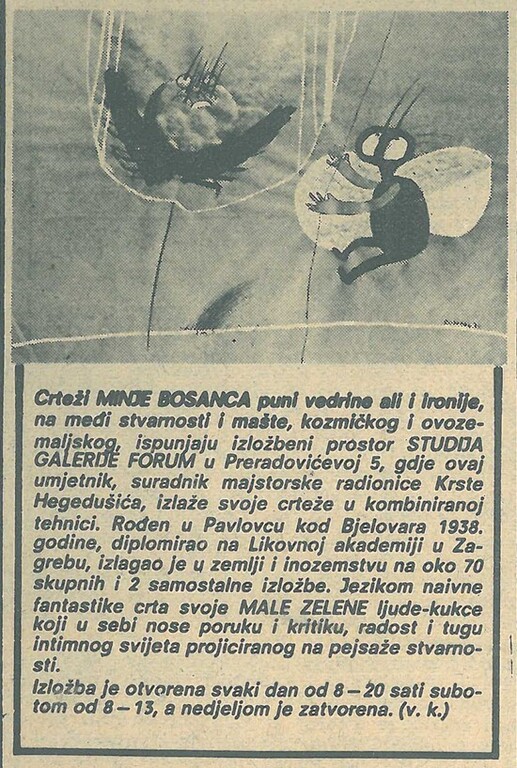 Crteži MINJE BOSANCA puni vedrine ali i ironije,
na međi stvarnosti i mašte, kozmičkog i ovoze-
maljskog, ispunjaju izložbeni prostor STUDIJA
GALERIJE FORUM u Preradovićevoj 5, gdje ovaj
umjetnik, suradnik majstorske radionice Krste
Hegedušića, izlaže svoje crteže u kombiniranoj
tehnici. Rođen u Pavlovcu kod Bjelovara 1938.
godine, diplomirao na Likovnoj akademiji u Za-
grebu, izlagao je u zemlji i inozemstvu na oko 70
skupnih i 2 samostalne izložbe. Jezikom naivne
fantastike crta svoje MALE ZELENE ljude-kukce
koji u sebi nose poruku i kritiku, radost i tugu
intimnog svijeta projiciranog na pejsaže stvarno-
sti.
Izložba je otvorena svaki dan od 8–20 sati subo-
tom od 8–13, a nedjeljom je zatvorena. (v. k.)